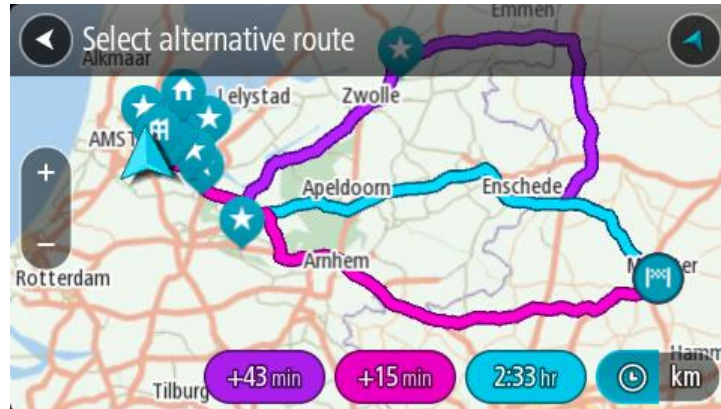 Emmen
Select alternative route
Alkmaar
Lelystad
Zwolle
AMST
+
Apeldoorn
Enschede
−
Arnhem
Rotterdam
M ter
Hamm
+43 min
+15 min
2:33 hr
km
Tilburg